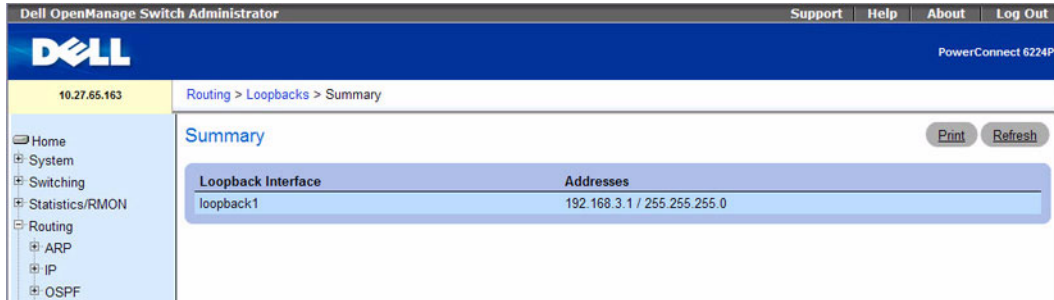 Dell OpenManage Switch Administrator Support Help About Log Out
DELL
PowerConnect 6224P
10.27.65.163
Routing > Loopbacks > Summary
Home
System
Switching
Statistics/RMON
Routing
ARP
IP
OSPF
Summary
Print Refresh
Loopback Interface Addresses
loopback1 192.168.3.1 / 255.255.255.0